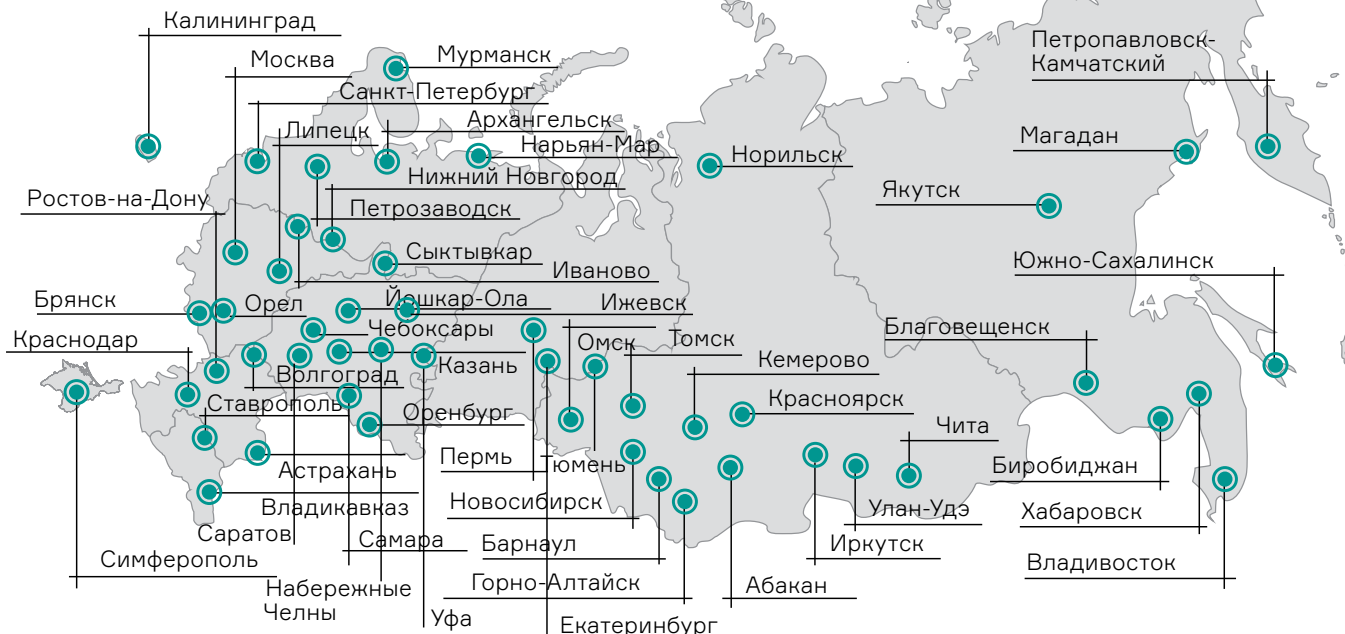 Калининград
Москва
Мурманск
Петропавловск-
Камчатский
Санкт-Петербург
Липецк
Архангельск
Нарьян-Мар
Магадан
Норильск
Нижний Новгород
Якутск
Ростов-на-Дону
Петрозаводск
Сыктывкар
Иваново
Южно-Сахалинск
Брянск
Орел
Йошкар-Ола
Ижевск
Чебоксары
Благовещенск
Краснодар
Омск
Томск
Казань
Кемерово
Волгоград
Ставрополь
Оренбург
Красноярск
Чита
Астрахань
Пермь
Тюмень
Биробиджан
Владикавказ
Новосибирск
Улан-Удэ
Хабаровск
Саратов
Самара
Барнаул
Иркутск
Симферополь
Владивосток
Набережные
Челны
Горно-Алтайск
Абакан
Уфа
Екатеринбург